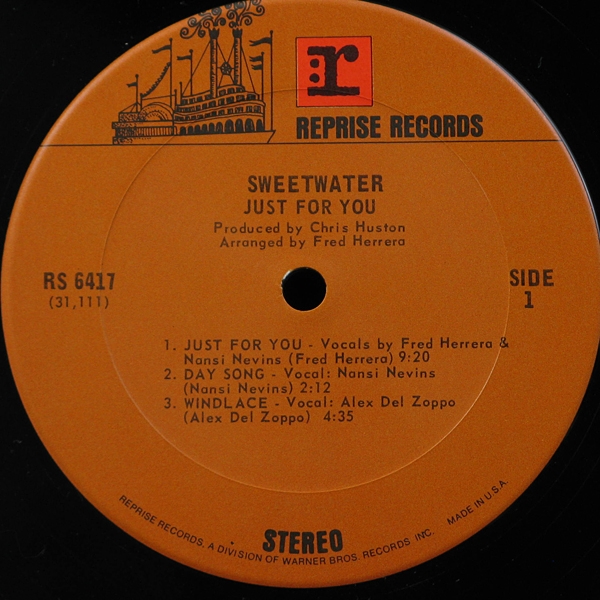 :r
REPRISE RECORDS
SWEETWATER
JUST FOR YOU
Produced by Chris Huston
Arranged by Fred Herrera
RS 6417
(31,111)
SIDE
1
1. JUST FOR YOU - Vocals by Fred Herrera &
Nansi Nevins (Fred Herrera) 9:20
2. DAY SONG - Vocal: Nansi Nevins
(Nansi Nevins) 2:12
3. WINDLACE - Vocal: Alex Del Zoppo
(Alex Del Zoppo) 4:35
STEREO
REPRISE RECORDS, A DIVISION OF WARNER BROS. RECORDS INC. MADE IN U.S.A.